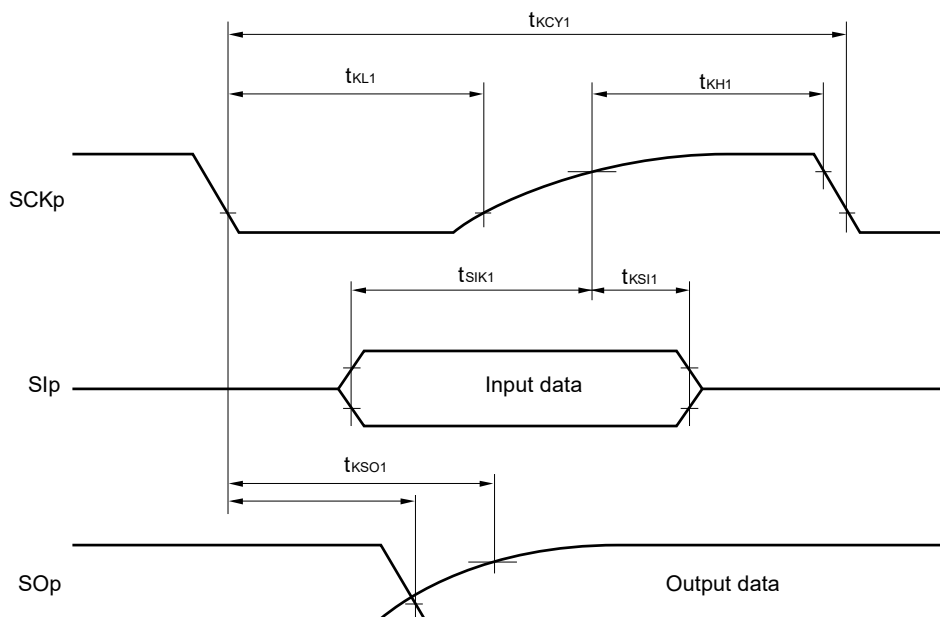 tKCY1
tKL1
tKH1
SCKp
tSIK1
tKSI1
SIp
Input data
tKSO1
SOp
Output data